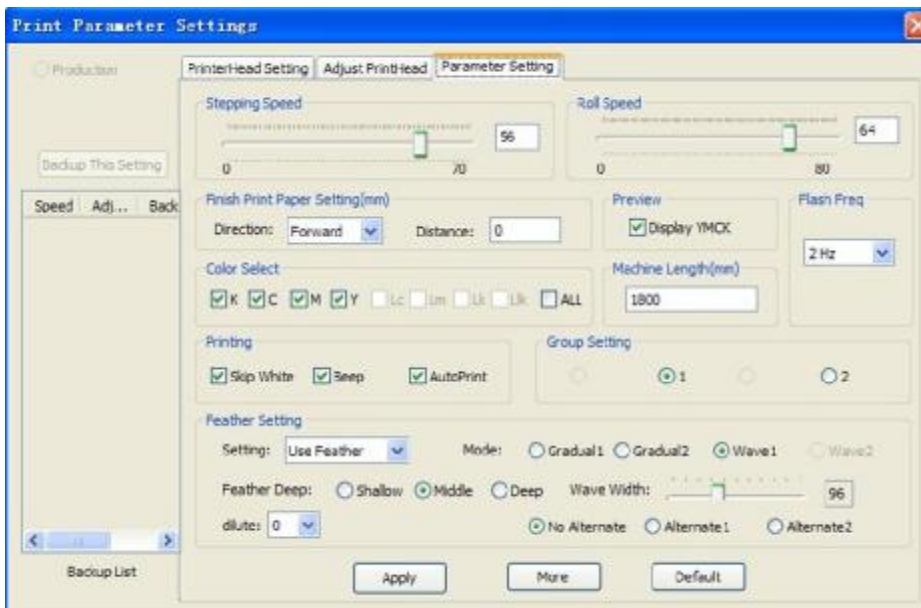 Print Parameter Settings
Production
PrinterHead Setting Adjust PrintHead Parameter Setting
Stepping Speed Roll Speed
56 64
0 70 0 80
Backup This Setting
Speed Adj... Back
Finish Print Paper Setting(mm) Preview Flash Freq
Direction: Forward Distance: 0 Display YMCK
2 Hz
Color Select Machine Length(mm)
K C M Y Lc Lm Lk Llk ALL 1800
Printing Group Setting
Skip White Beep AutoPrint 1 2
Feather Setting
Setting: Use Feather Mode: Gradual1 Gradual2 Wave1 Wave2
Feather Deep: Shallow Middle Deep Wave Width: 96
dilute: 0 No Alternate Alternate1 Alternate2
Backup List
Apply More Default